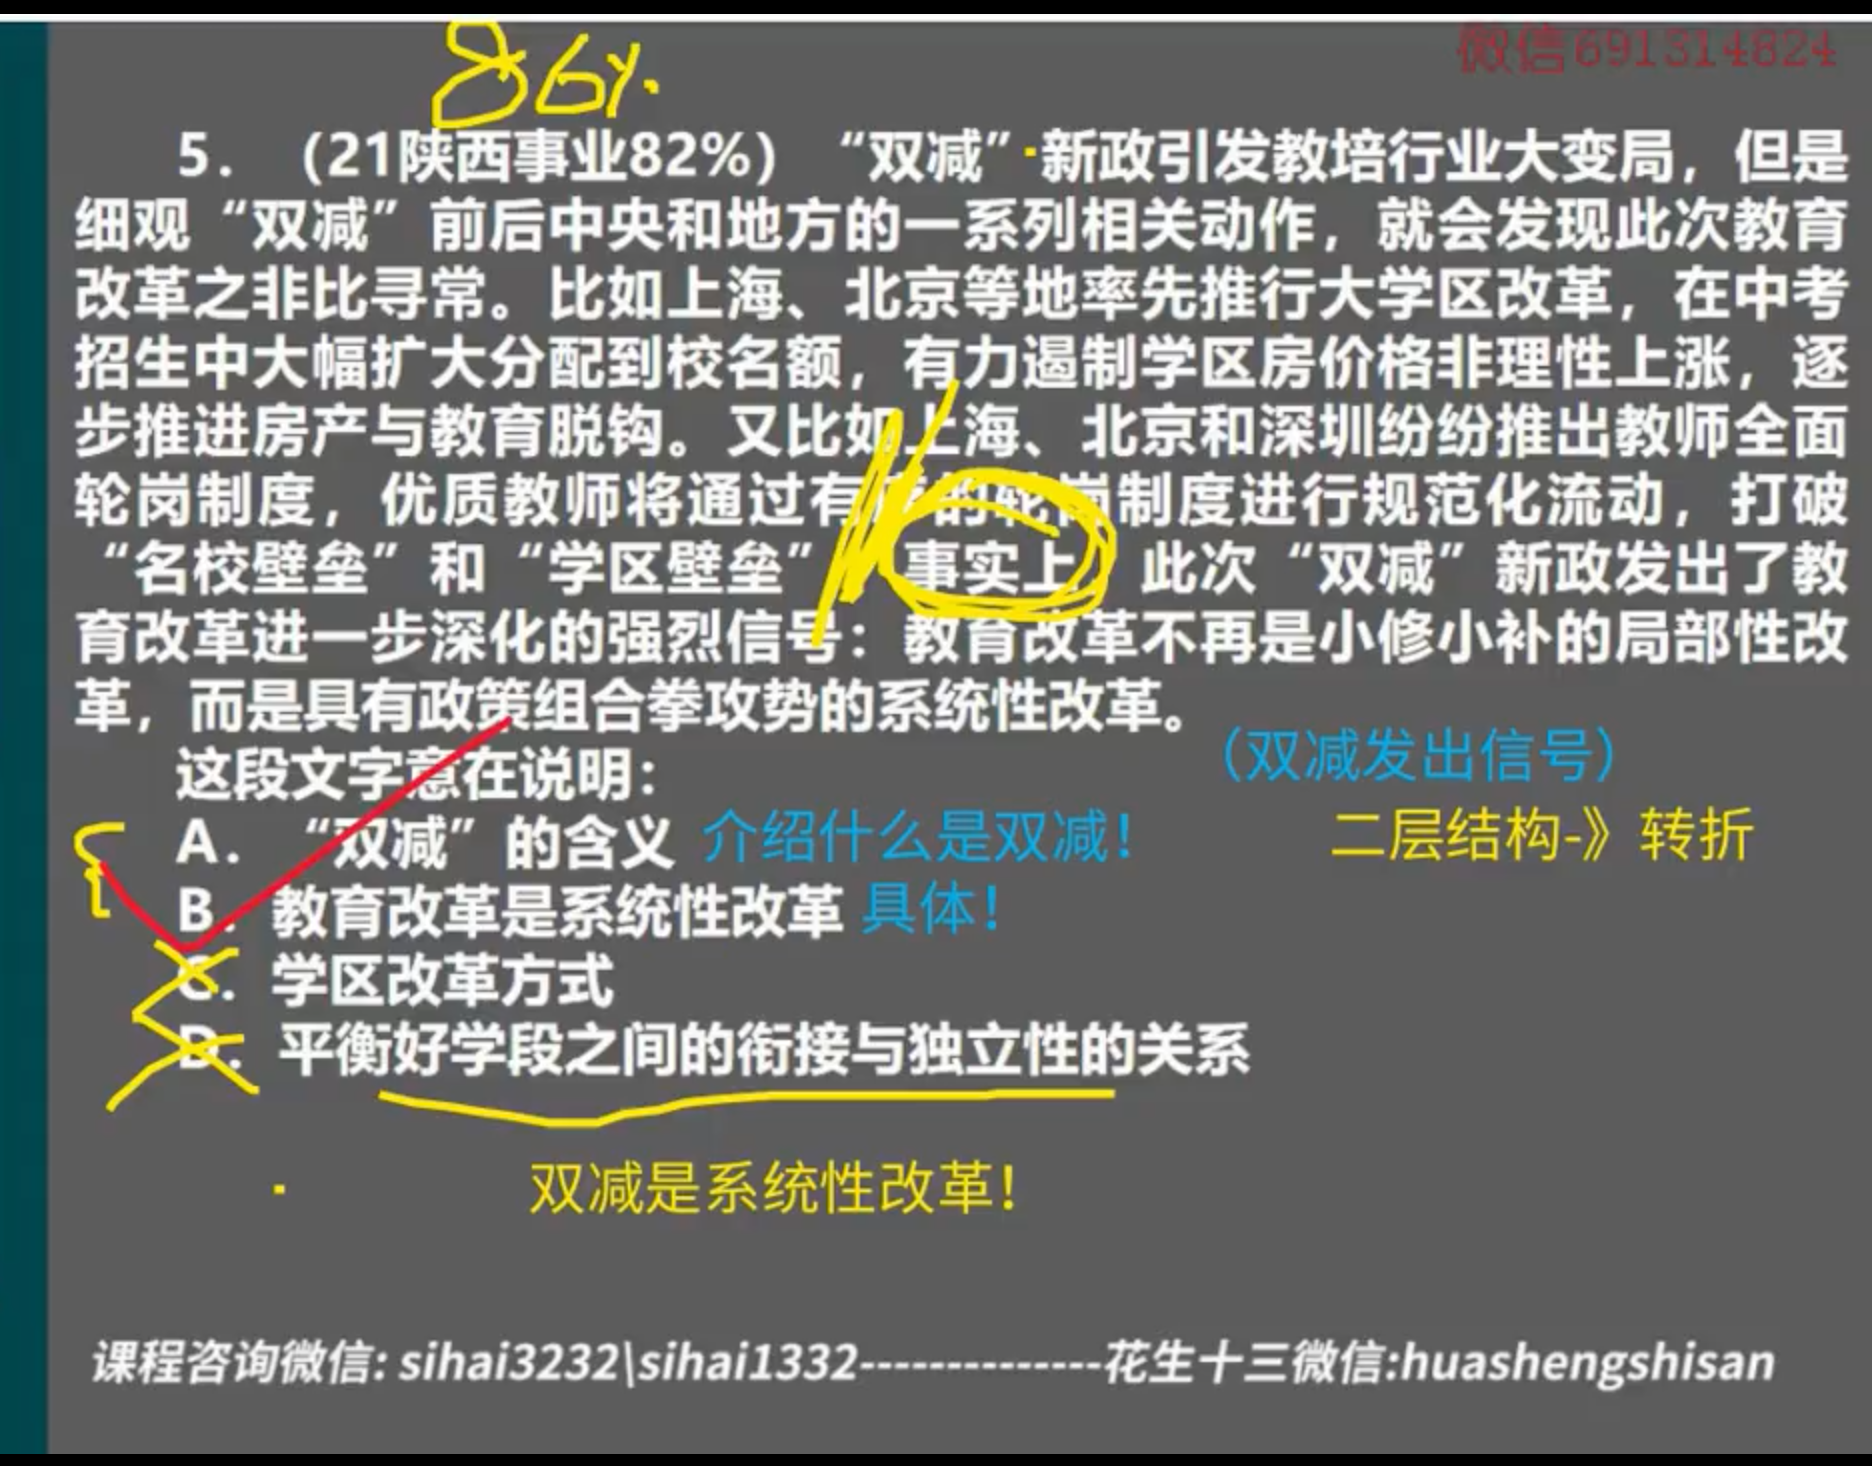 86%.
微信691314824
5. （21陕西事业82%）“双减”新政引发教培行业大变局，但是
细观“双减”前后中央和地方的一系列相关动作，就会发现此次教育
改革之非比寻常。比如上海、北京等地率先推行大学区改革，在中考
招生中大幅扩大分配到校名额，有力遏制学区房价格非理性上涨，逐
步推进房产与教育脱钩。又比如上海、北京和深圳纷纷推出教师全面
轮岗制度，优质教师将通过有的轮岗制度进行规范化流动，打破
“名校壁垒”和“学区壁垒” 事实上 此次“双减”新政发出了教
育改革进一步深化的强烈信号：教育改革不再是小修小补的局部性改
革，而是具有政策组合拳攻势的系统性改革。
（双减发出信号）
这段文字意在说明：
A. “双减”的含义 介绍什么是双减！
二层结构-》转折
B. 教育改革是系统性改革 具体！
C. 学区改革方式
D. 平衡好学段之间的衔接与独立性的关系
双减是系统性改革！
课程咨询微信: sihai3232\sihai1332--------------花生十三微信:huashengshisan